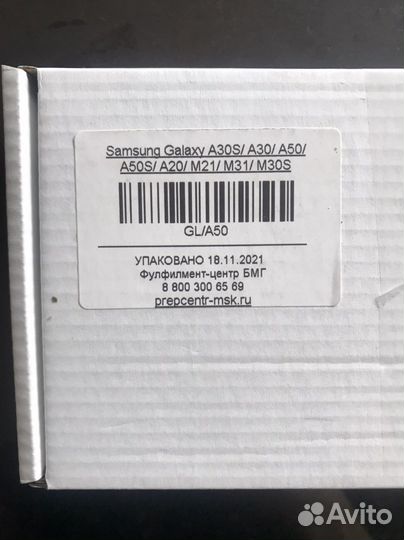 Samsung Galaxy A30S/ A30/ A50/
A50S/ A20/ M21/ M31/ M30S
GL/A50
УПАКОВАНО 18.11.2021
Фулфилмент-центр БМГ
8 800 300 65 69
prepcentr-msk.ru
Avito